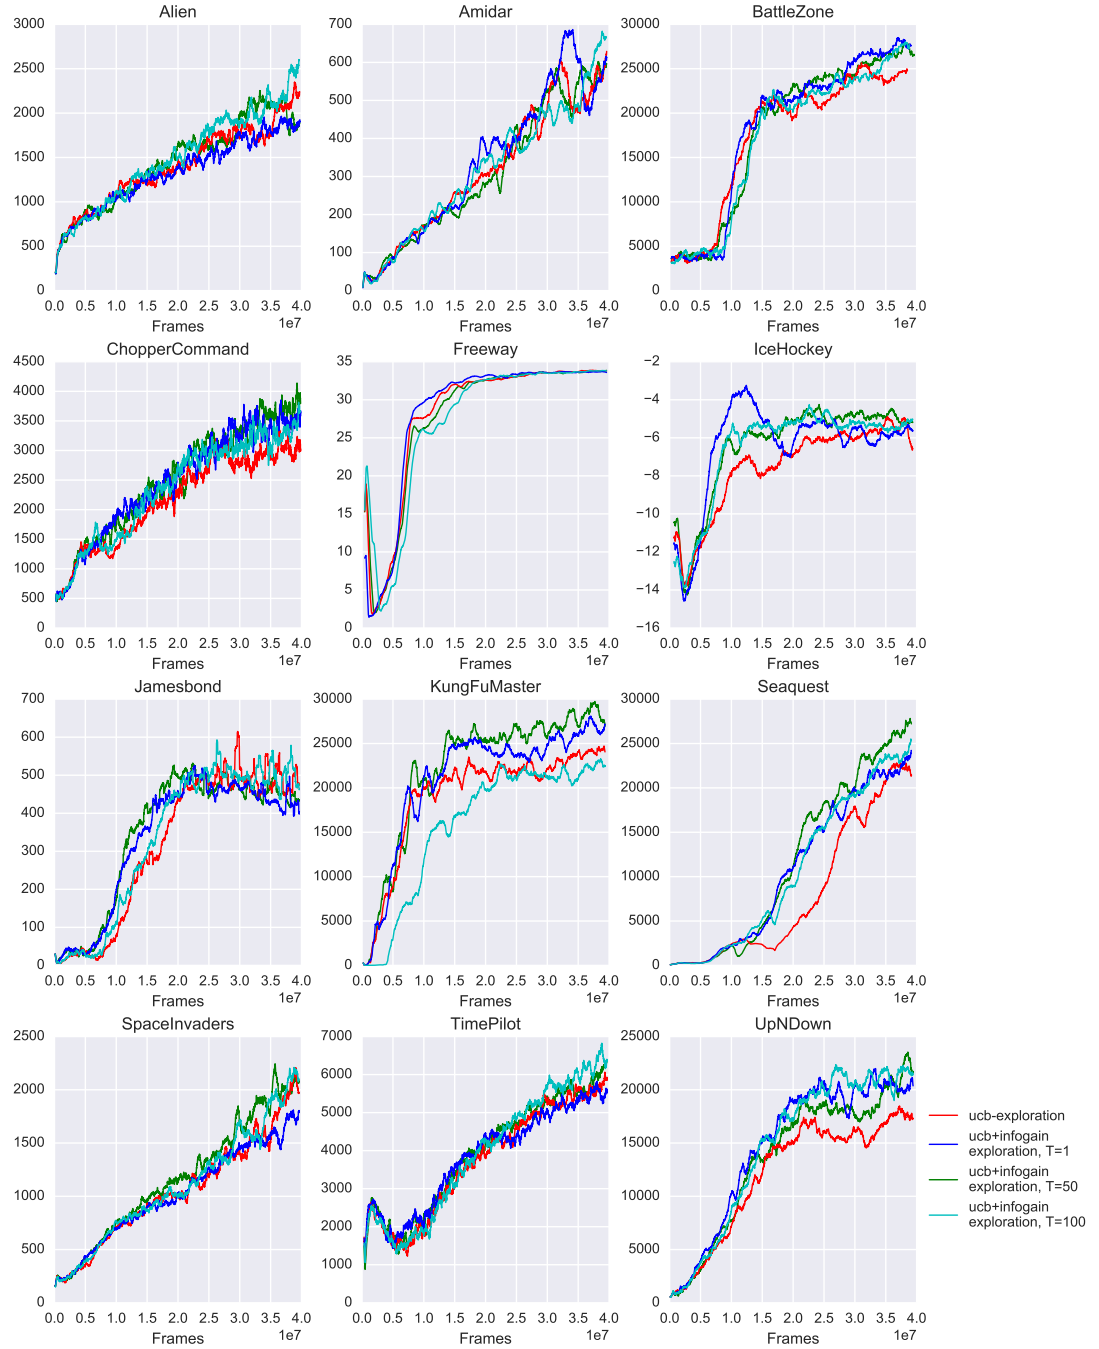 Alien
3000
2500
2000
1500
1000
500
0
0.0 0.5 1.0 1.5 2.0 2.5 3.0 3.5 4.0
Frames 1e7
Amidar
700
600
500
400
300
200
100
0
0.0 0.5 1.0 1.5 2.0 2.5 3.0 3.5 4.0
Frames 1e7
BattleZone
30000
25000
20000
15000
10000
5000
0
0.0 0.5 1.0 1.5 2.0 2.5 3.0 3.5 4.0
Frames 1e7
ChopperCommand
4500
4000
3500
3000
2500
2000
1500
1000
500
0
0.0 0.5 1.0 1.5 2.0 2.5 3.0 3.5 4.0
Frames 1e7
Freeway
35
30
25
20
15
10
5
0
0.0 0.5 1.0 1.5 2.0 2.5 3.0 3.5 4.0
Frames 1e7
IceHockey
−2
−4
−6
−8
−10
−12
−14
−16
0.0 0.5 1.0 1.5 2.0 2.5 3.0 3.5 4.0
Frames 1e7
Jamesbond
700
600
500
400
300
200
100
0
0.0 0.5 1.0 1.5 2.0 2.5 3.0 3.5 4.0
Frames 1e7
KungFuMaster
30000
25000
20000
15000
10000
5000
0
0.0 0.5 1.0 1.5 2.0 2.5 3.0 3.5 4.0
Frames 1e7
Seaquest
30000
25000
20000
15000
10000
5000
0
0.0 0.5 1.0 1.5 2.0 2.5 3.0 3.5 4.0
Frames 1e7
SpaceInvaders
2500
2000
1500
1000
500
0
0.0 0.5 1.0 1.5 2.0 2.5 3.0 3.5 4.0
Frames 1e7
TimePilot
7000
6000
5000
4000
3000
2000
1000
0
0.0 0.5 1.0 1.5 2.0 2.5 3.0 3.5 4.0
Frames 1e7
UpNDown
25000
20000
15000
10000
5000
0
0.0 0.5 1.0 1.5 2.0 2.5 3.0 3.5 4.0
Frames 1e7
ucb-exploration
ucb+infogain
exploration, T=1
ucb+infogain
exploration, T=50
ucb+infogain
exploration, T=100